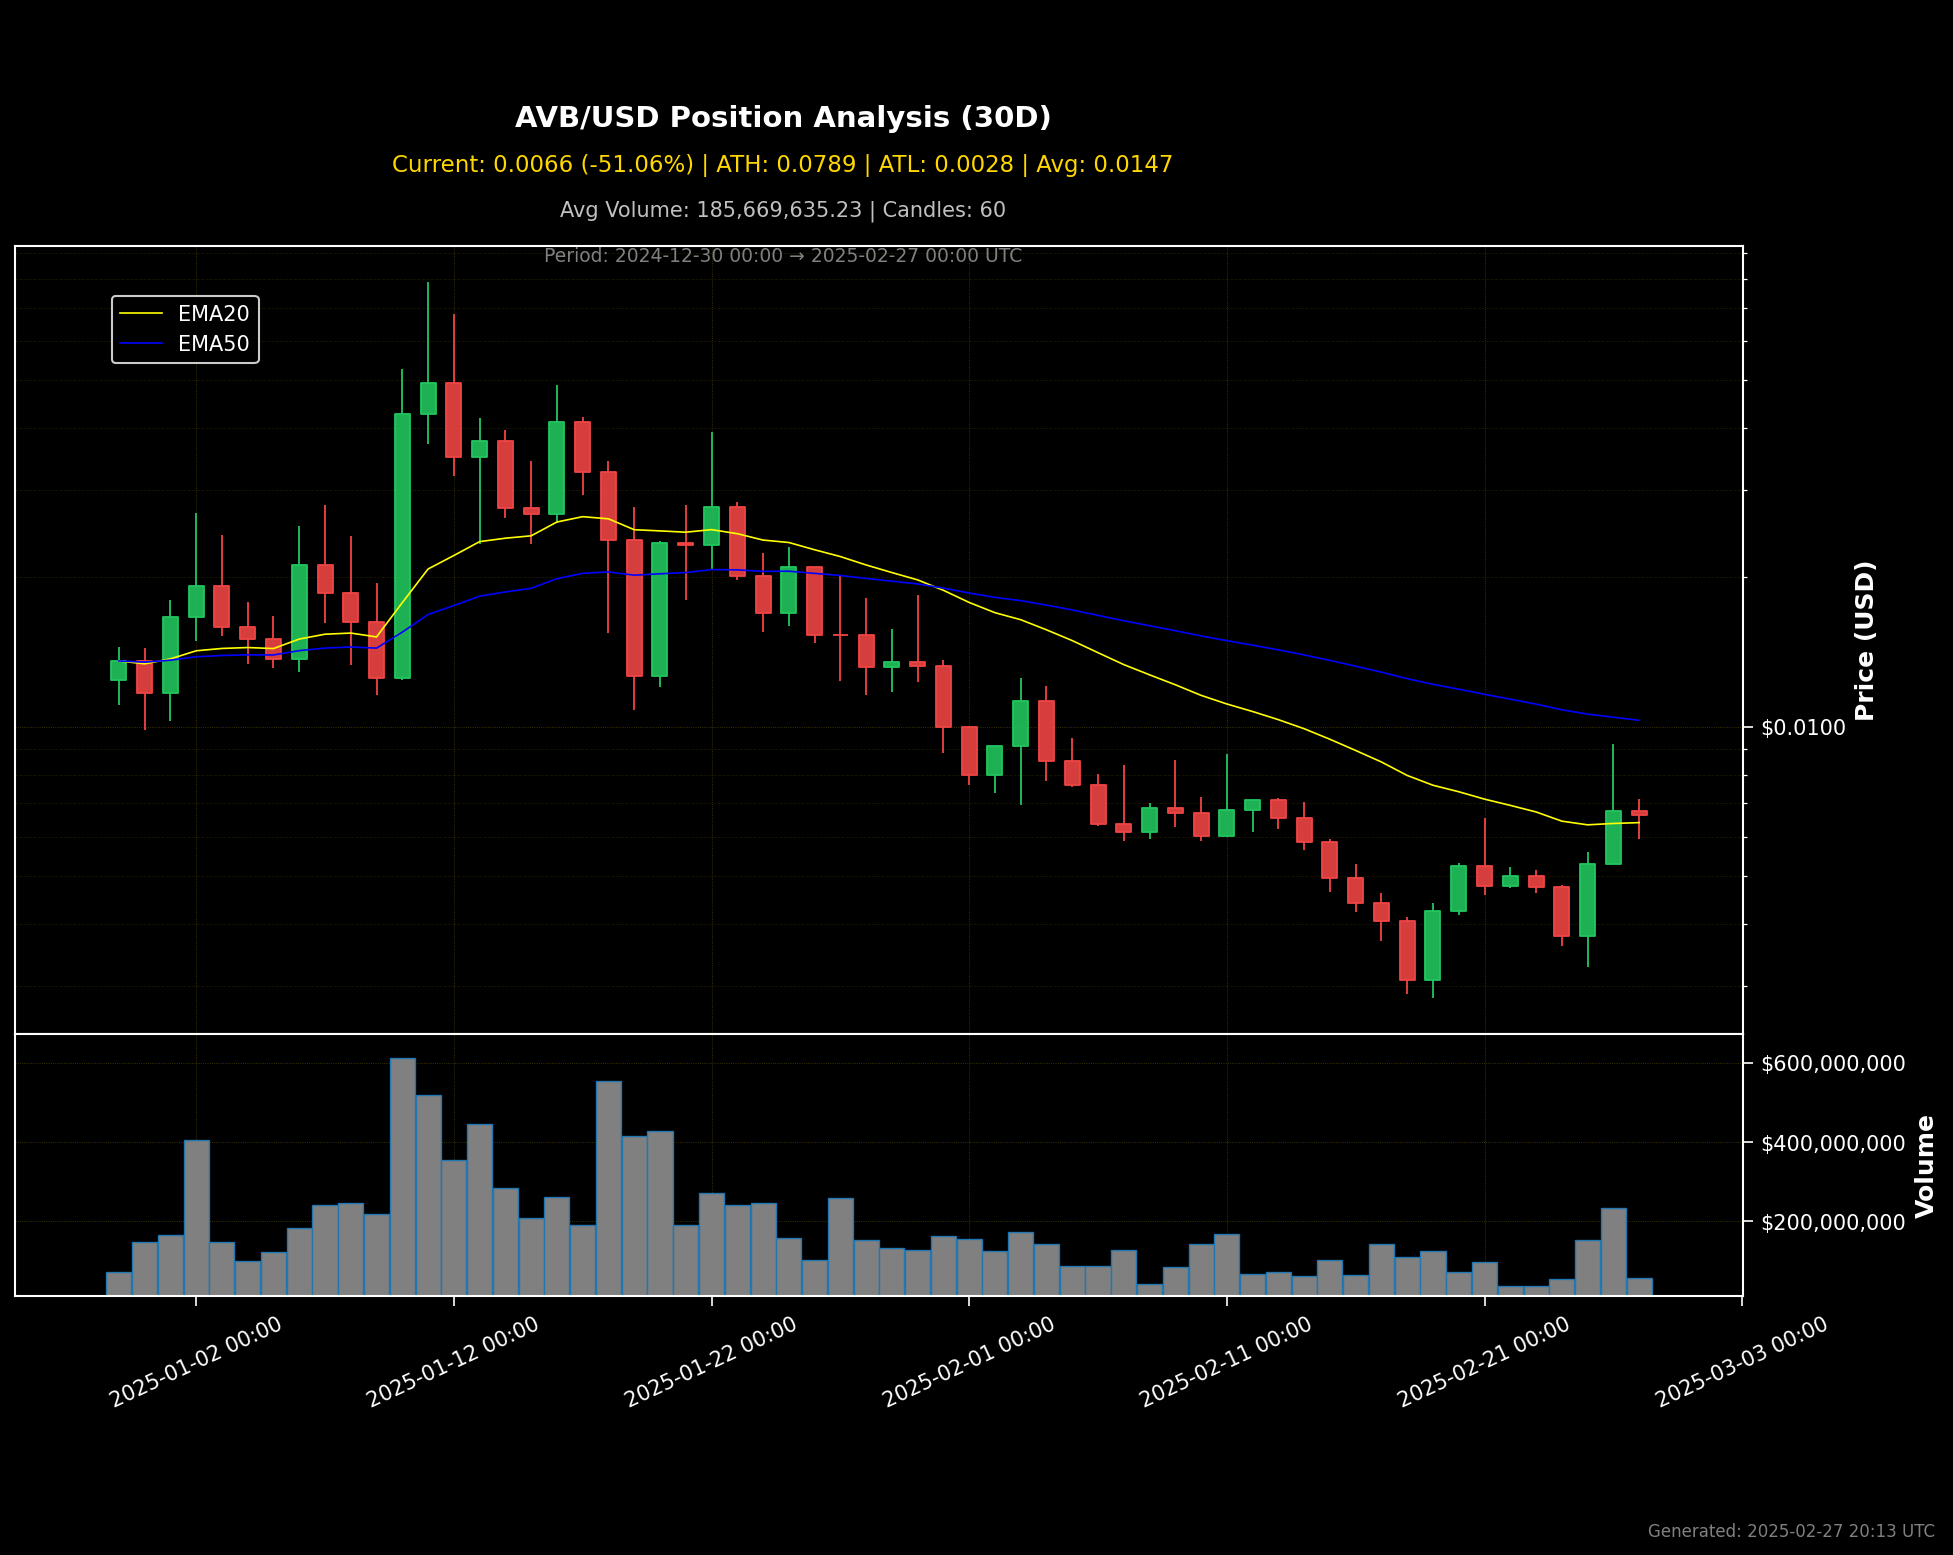 AVB/USD Position Analysis (30D)
Current: 0.0066 (-51.06%) | ATH: 0.0789 | ATL: 0.0028 | Avg: 0.0147
Avg Volume: 185,669,635.23 | Candles: 60
Period: 2024-12-30 00:00 → 2025-02-27 00:00 UTC
EMA20
EMA50
$0.0100
Price (USD)
$600,000,000
$400,000,000
$200,000,000
Volume
2025-01-02 00:00
2025-01-12 00:00
2025-01-22 00:00
2025-02-01 00:00
2025-02-11 00:00
2025-02-21 00:00
2025-03-03 00:00
Generated: 2025-02-27 20:13 UTC